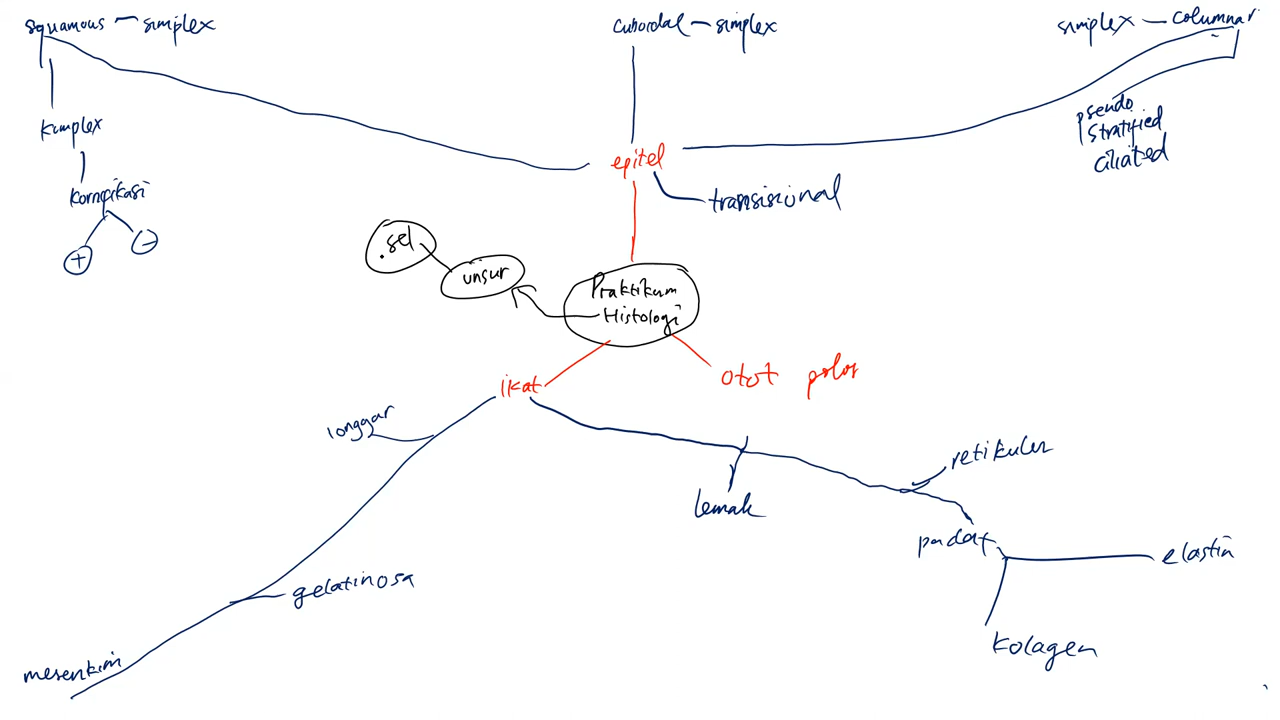 squamous — simplex
cuboidal — simplex
simplex — columnar
komplex
pseudo
stratified
ciliated
epitel
kornifikasi
transisional
+
-
sel
unsur
Praktikum
Histologi
ikat
otot polos
longgar
retikuler
lemak
padat
elastin
gelatinosa
kolagen
mesenkim